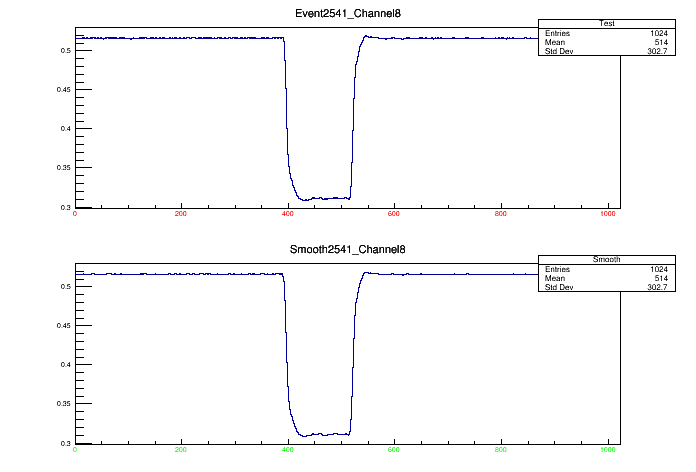 Event2541_Channel8
Test
Entries 1024
Mean 514
Std Dev 302.7
0.5
0.45
0.4
0.35
0.3
0 200 400 600 800 1000
Smooth2541_Channel8
Smooth
Entries 1024
Mean 514
Std Dev 302.7
0.5
0.45
0.4
0.35
0.3
0 200 400 600 800 1000